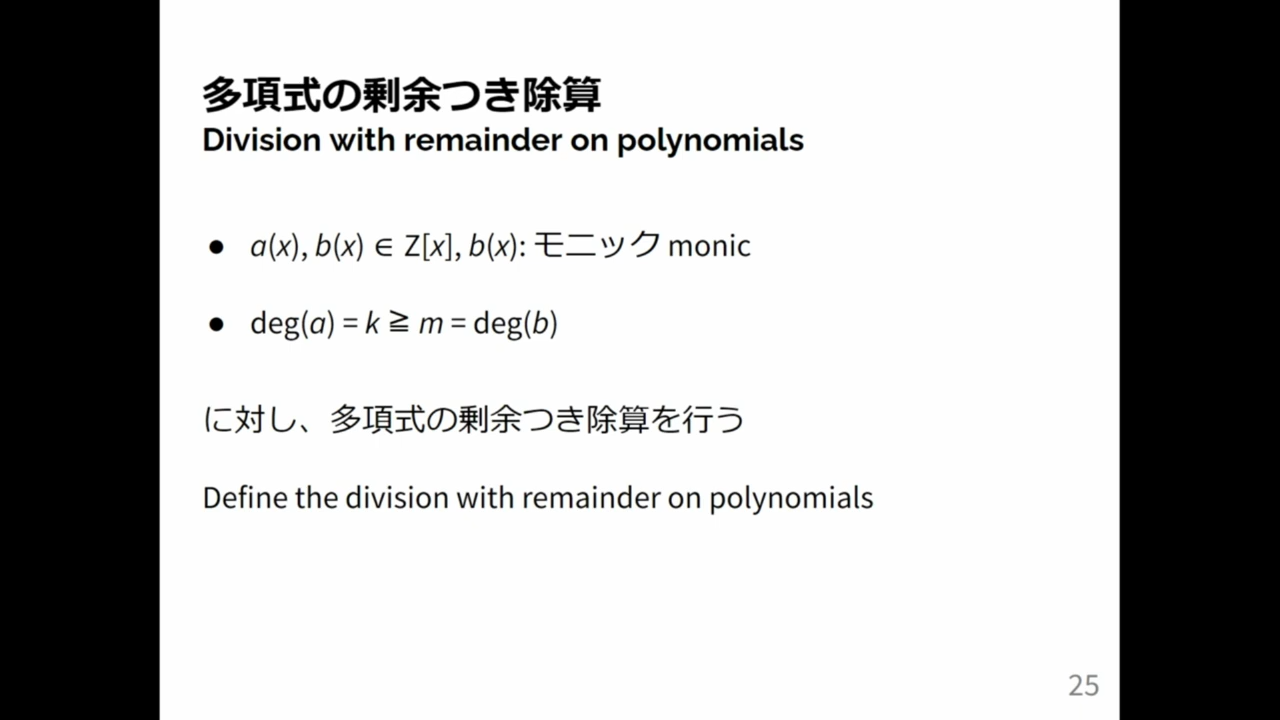 多項式の剰余つき除算
Division with remainder on polynomials
● a(x), b(x) ∈ Z[x], b(x): モニック monic
● deg(a) = k ≧ m = deg(b)
に対し、多項式の剰余つき除算を行う
Define the division with remainder on polynomials
25